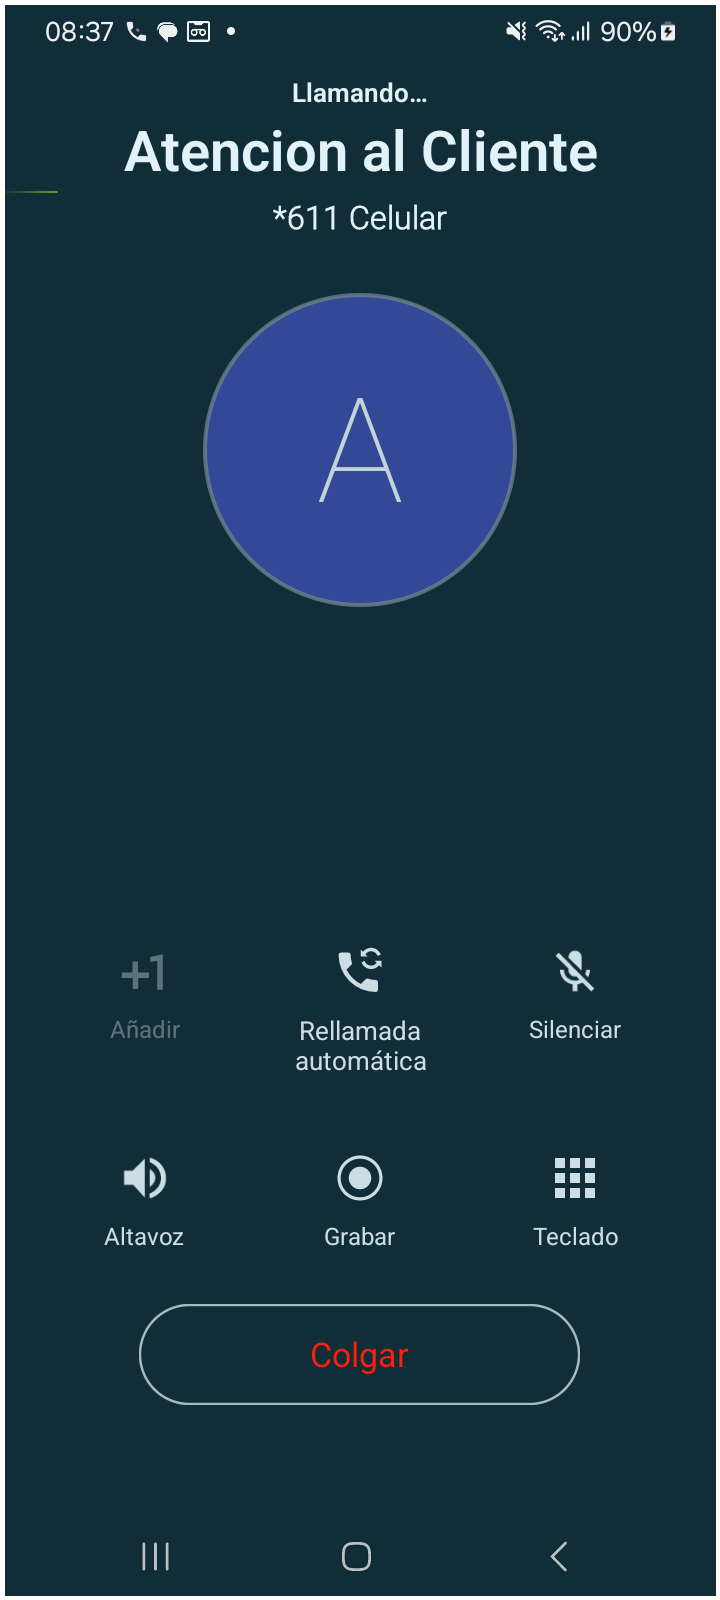 08:37
90%
Llamando...
Atencion al Cliente
*611 Celular
A
+1
Añadir
Rellamada
automática
Silenciar
Altavoz
Grabar
Teclado
Colgar